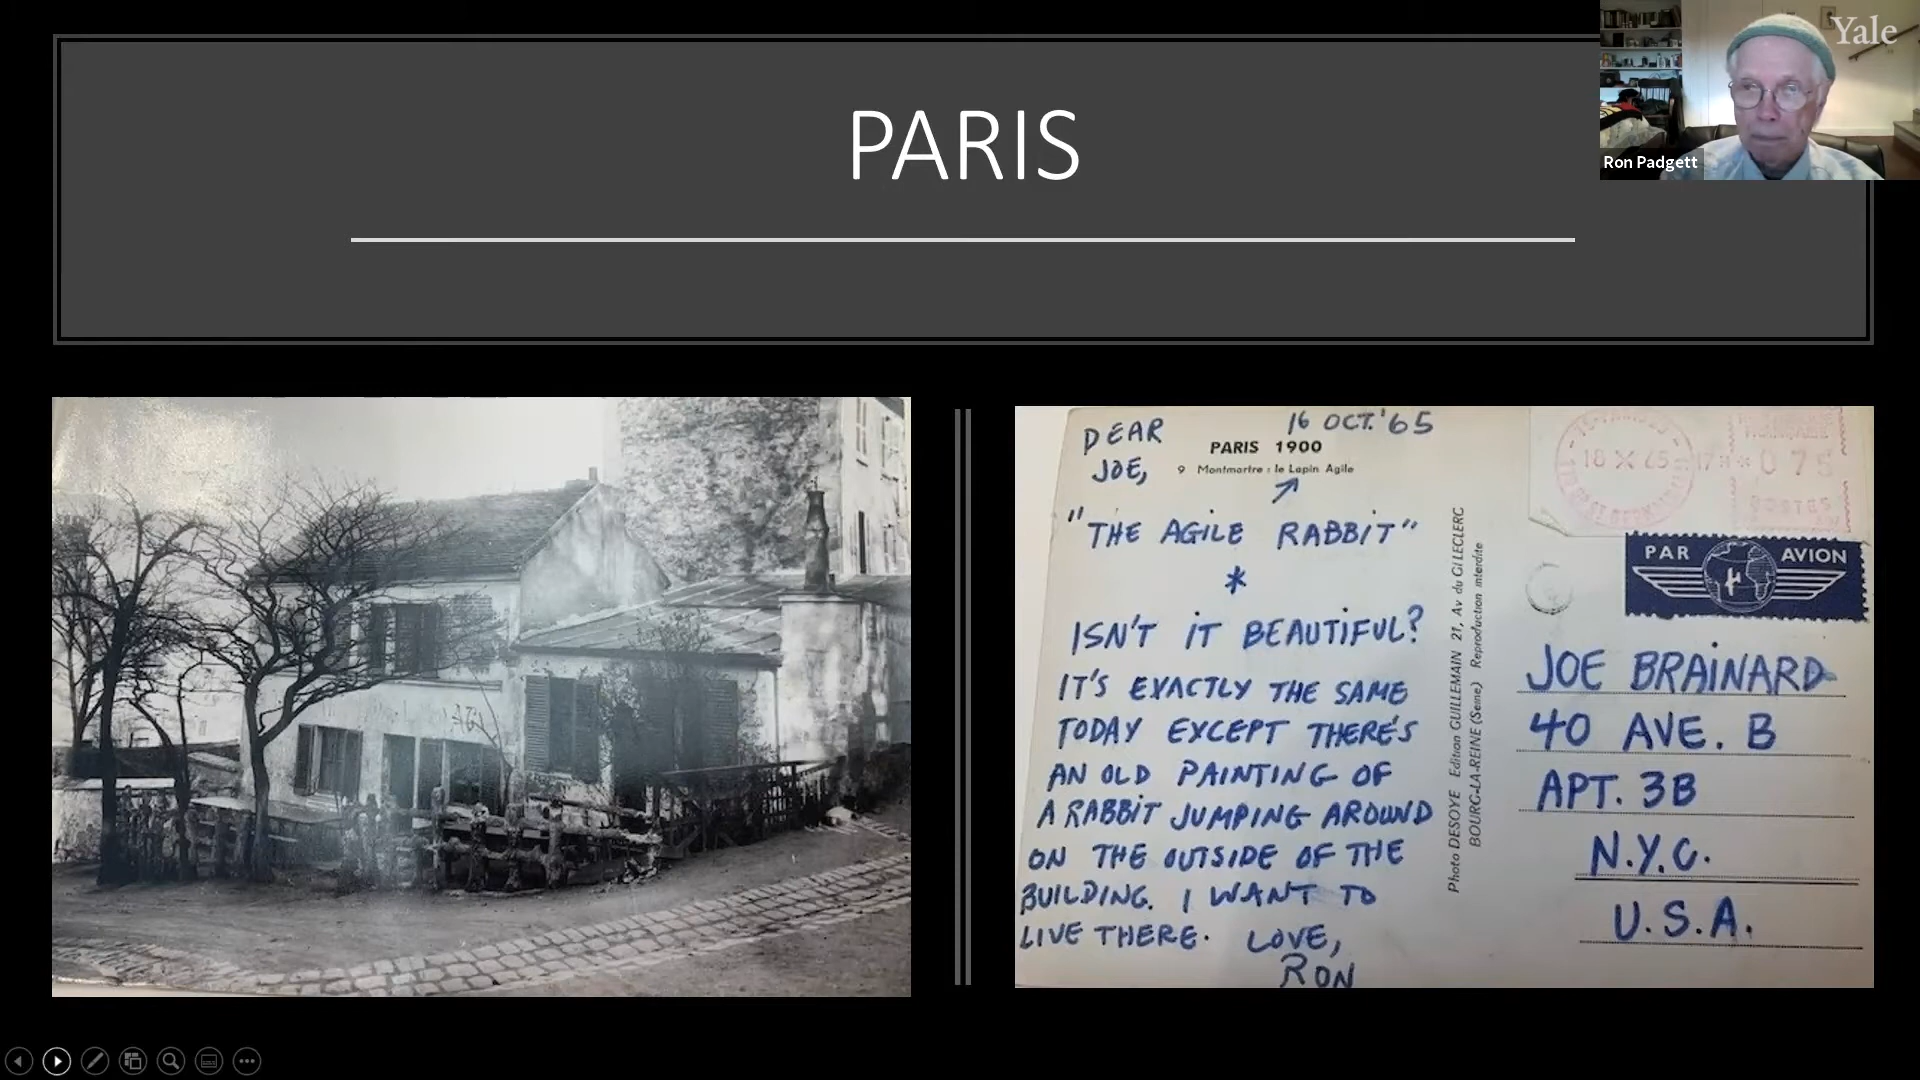 PARIS
Yale
Ron Padgett
DEAR
16 OCT. '65
PARIS 1900
JOE,
9 Montmartre : le Lapin Agile
"THE AGILE RABBIT"
*
ISN'T IT BEAUTIFUL?
IT'S EXACTLY THE SAME
TODAY EXCEPT THERE'S
AN OLD PAINTING OF
A RABBIT JUMPING AROUND
ON THE OUTSIDE OF THE
BUILDING. I WANT TO
LIVE THERE. LOVE,
RON
Photo DESOYE Edition GUILLEMAIN 21, Av du Gl LECLERC
BOURG-LA-REINE (Seine) Reproduction interdite
18 X 65
075
POSTES
PAR AVION
JOE BRAINARD
40 AVE. B
APT. 3B
N.Y.C.
U.S.A.